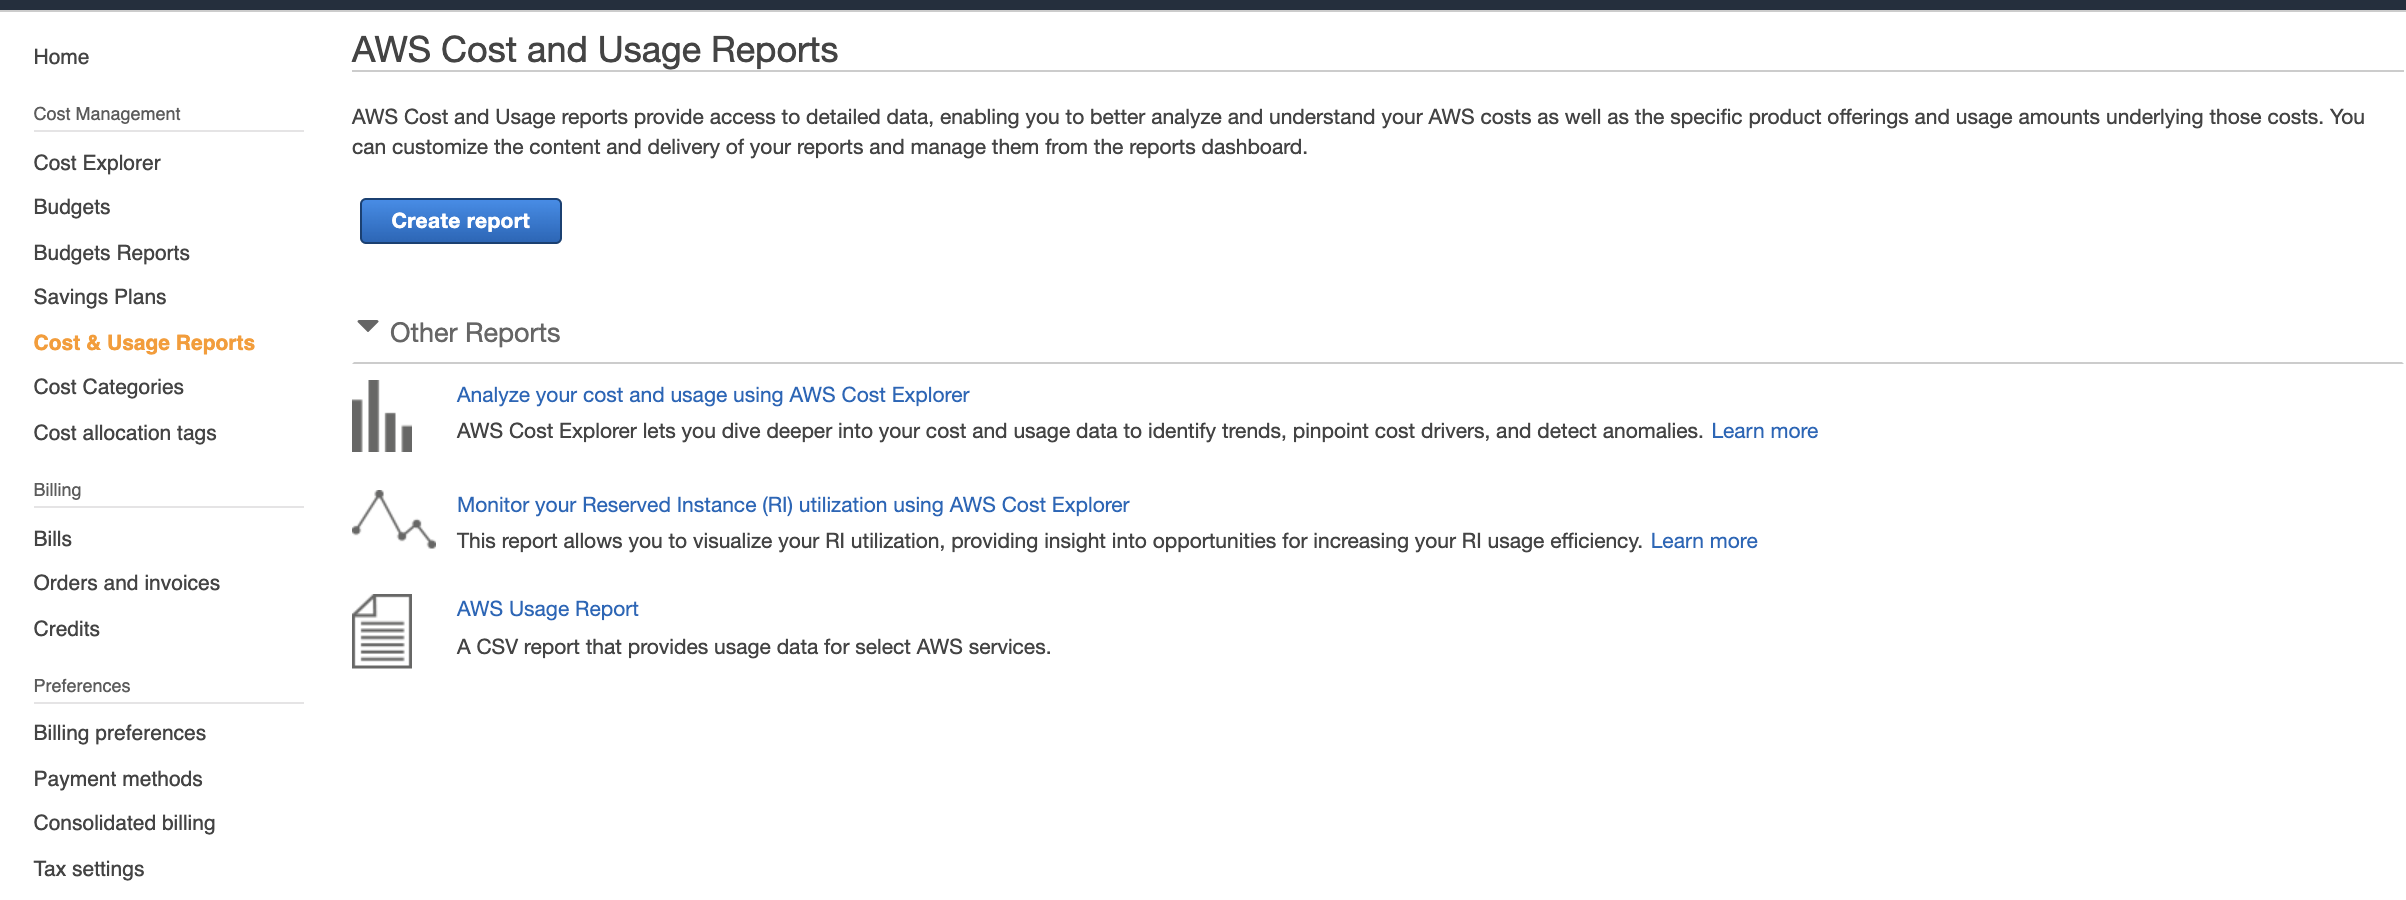 Home
Cost Management
Cost Explorer
Budgets
Budgets Reports
Savings Plans
Cost & Usage Reports
Cost Categories
Cost allocation tags
Billing
Bills
Orders and invoices
Credits
Preferences
Billing preferences
Payment methods
Consolidated billing
Tax settings
AWS Cost and Usage Reports
AWS Cost and Usage reports provide access to detailed data, enabling you to better analyze and understand your AWS costs as well as the specific product offerings and usage amounts underlying those costs. You
can customize the content and delivery of your reports and manage them from the reports dashboard.
Create report
Other Reports
Analyze your cost and usage using AWS Cost Explorer
AWS Cost Explorer lets you dive deeper into your cost and usage data to identify trends, pinpoint cost drivers, and detect anomalies. Learn more
Monitor your Reserved Instance (RI) utilization using AWS Cost Explorer
This report allows you to visualize your RI utilization, providing insight into opportunities for increasing your RI usage efficiency. Learn more
AWS Usage Report
A CSV report that provides usage data for select AWS services.